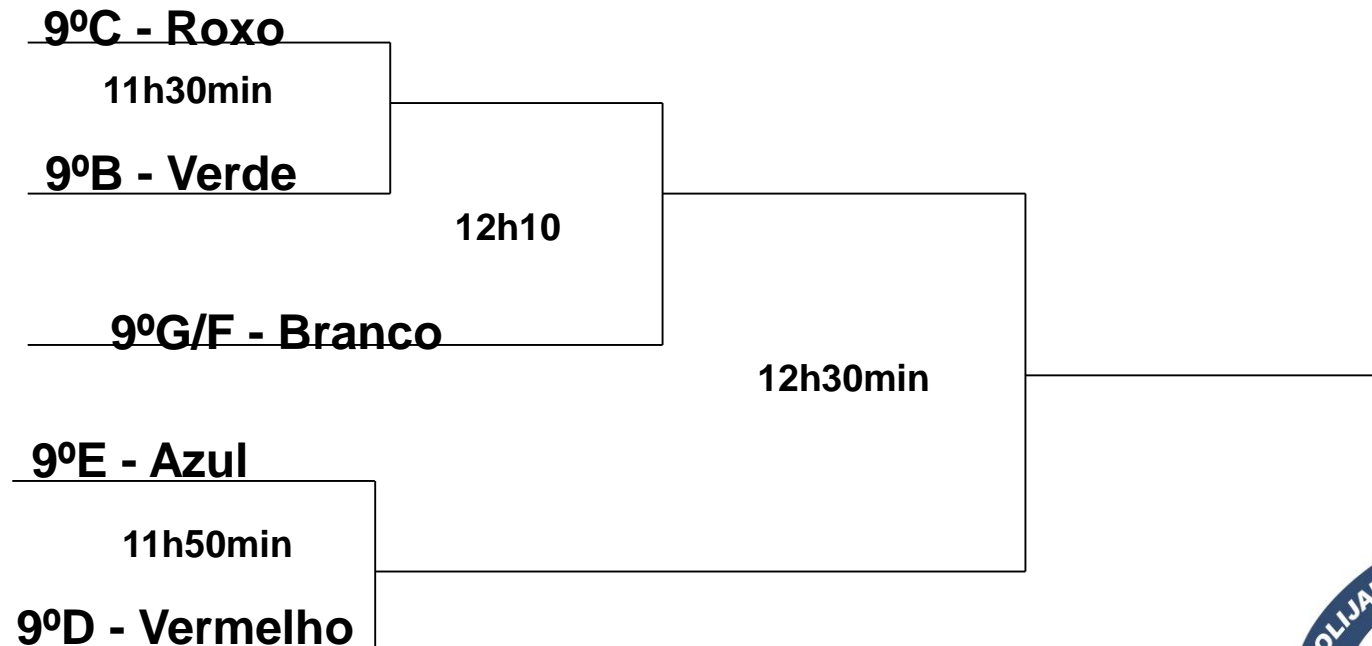 9ºC - Roxo
11h30min
9ºB - Verde
12h10
9ºG/F - Branco
12h30min
9ºE - Azul
11h50min
9ºD - Vermelho